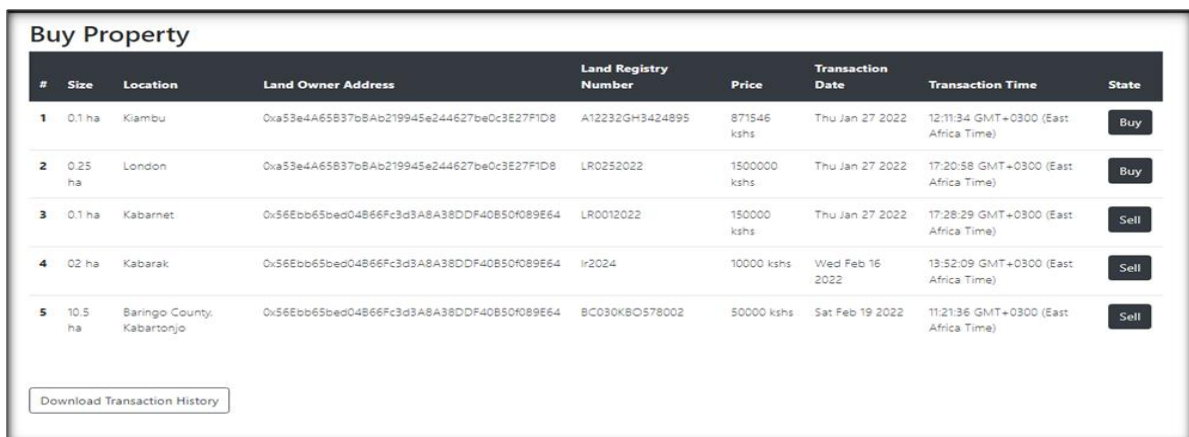 Buy Property
# Size Location Land Owner Address Land Registry Number Price Transaction Date Transaction Time State
1 0.1 ha Kiambu 0xa53e4A65B37bBAb219945e244627be0c3E27F1D8 A12232GH3424895 871546 kshs Thu Jan 27 2022 12:11:34 GMT+0300 (East Africa Time) Buy
2 0.25 ha London 0xa53e4A65B37bBAb219945e244627be0c3E27F1D8 LR0252022 1500000 kshs Thu Jan 27 2022 17:20:58 GMT+0300 (East Africa Time) Buy
3 0.1 ha Kabarnet 0x56Ebb65bed04B66Fc3d3A8A38DDF40B50f089E64 LR0012022 150000 kshs Thu Jan 27 2022 17:28:29 GMT+0300 (East Africa Time) Sell
4 02 ha Kabarak 0x56Ebb65bed04B66Fc3d3A8A38DDF40B50f089E64 lr2024 10000 kshs Wed Feb 16 2022 13:52:09 GMT+0300 (East Africa Time) Sell
5 10.5 ha Baringo County, Kabartonjo 0x56Ebb65bed04B66Fc3d3A8A38DDF40B50f089E64 BC030KBO578002 50000 kshs Sat Feb 19 2022 11:21:36 GMT+0300 (East Africa Time) Sell
Download Transaction History